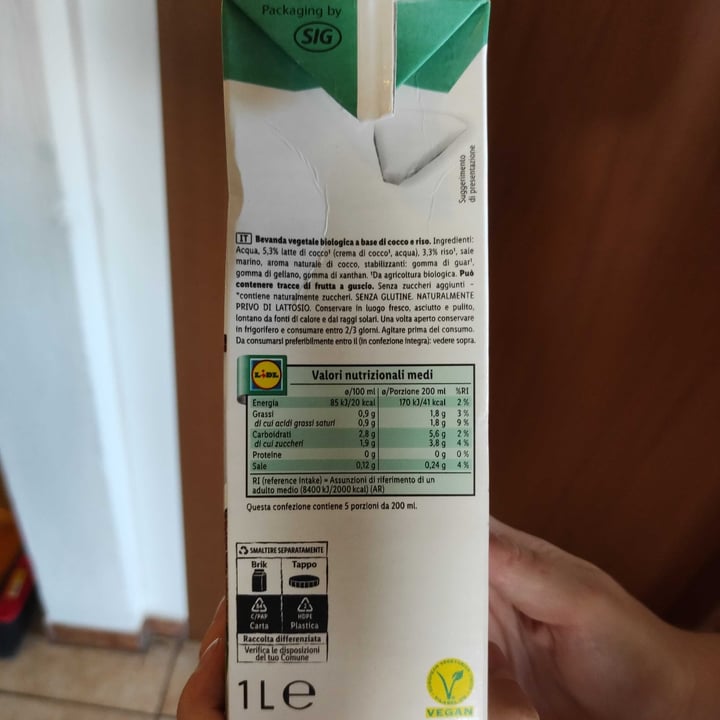 Packaging by
SIG
Suggerimento
di presentazione
IT Bevanda vegetale biologica a base di cocco e riso. Ingredienti:
Acqua, 5,3% latte di cocco¹ (crema di cocco¹, acqua), 3,3% riso¹, sale
marino, aroma naturale di cocco, stabilizzanti: gomma di guar¹,
gomma di gellano, gomma di xanthan. ¹Da agricoltura biologica. Può
contenere tracce di frutta a guscio. Senza zuccheri aggiunti -
*contiene naturalmente zuccheri. SENZA GLUTINE. NATURALMENTE
PRIVO DI LATTOSIO. Conservare in luogo fresco, asciutto e pulito,
lontano da fonti di calore e dai raggi solari. Una volta aperto conservare
in frigorifero e consumare entro 2/3 giorni. Agitare prima del consumo.
Da consumarsi preferibilmente entro il (in confezione integra): vedere sopra.
LIDL
Valori nutrizionali medi
ø/100 ml ø/Porzione 200 ml %RI
Energia 85 kJ/20 kcal 170 kJ/41 kcal 2 %
Grassi 0,9 g 1,8 g 3 %
di cui acidi grassi saturi 0,9 g 1,8 g 9 %
Carboidrati 2,8 g 5,6 g 2 %
di cui zuccheri 1,9 g 3,8 g 4 %
Proteine 0 g 0 g 0 %
Sale 0,12 g 0,24 g 4 %
RI (reference intake) = Assunzioni di riferimento di un
adulto medio (8400 kJ/2000 kcal) (AR)
Questa confezione contiene 5 porzioni da 200 ml.
SMALTIRE SEPARATAMENTE
Brik Tappo
84 2
C/PAP HDPE
Carta Plastica
Raccolta differenziata
Verifica le disposizioni
del tuo Comune
1 L e
VEGAN